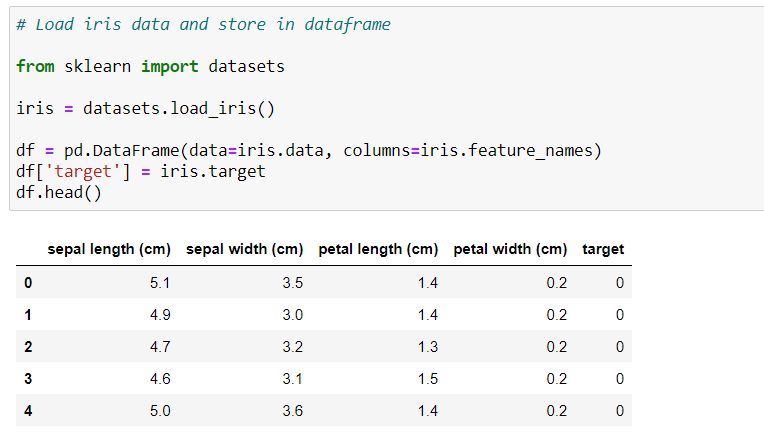 # Load iris data and store in dataframe
from sklearn import datasets
iris = datasets.load_iris()
df = pd.DataFrame(data=iris.data, columns=iris.feature_names)
df['target'] = iris.target
df.head()
sepal length (cm) sepal width (cm) petal length (cm) petal width (cm) target
0 5.1 3.5 1.4 0.2 0
1 4.9 3.0 1.4 0.2 0
2 4.7 3.2 1.3 0.2 0
3 4.6 3.1 1.5 0.2 0
4 5.0 3.6 1.4 0.2 0